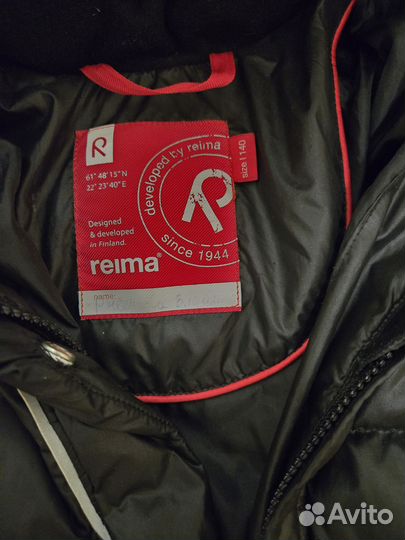 R
61° 48' 15" N
22° 23' 40" E
Designed
& developed
in Finland.
reima®
name:
developed by reima
R
since 1944
size | 140
Avito